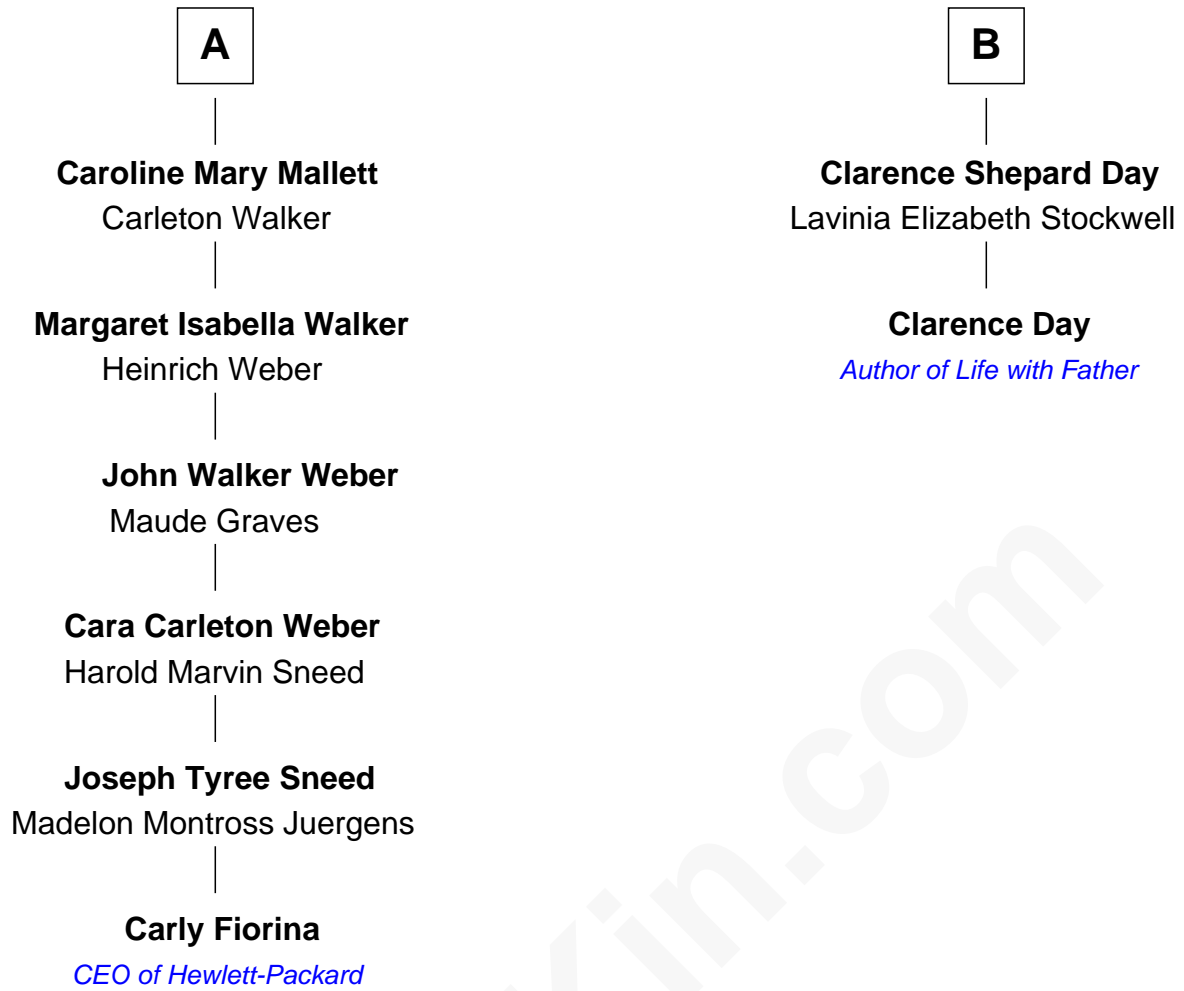 A
Caroline Mary Mallett
Carleton Walker
Margaret Isabella Walker
Heinrich Weber
John Walker Weber
Maude Graves
Cara Carleton Weber
Harold Marvin Sneed
Joseph Tyree Sneed
Madelon Montross Juergens
Carly Fiorina
CEO of Hewlett-Packard
B
Clarence Shepard Day
Lavinia Elizabeth Stockwell
Clarence Day
Author of Life with Father
kin.com